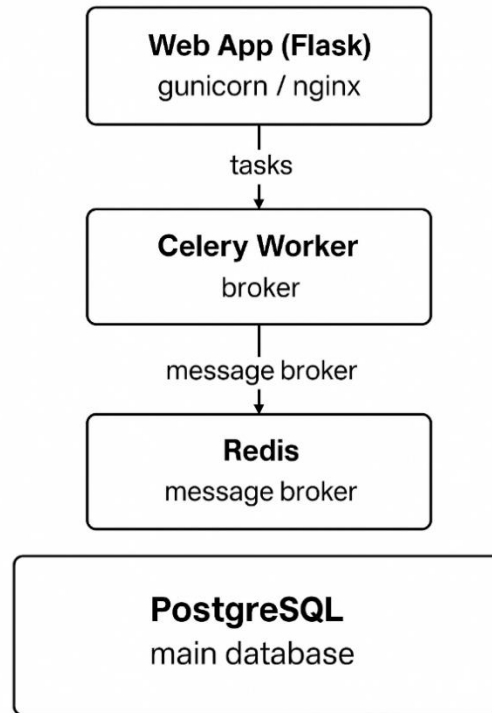 Web App (Flask)
gunicorn / nginx
tasks
Celery Worker
broker
message broker
Redis
message broker
PostgreSQL
main database